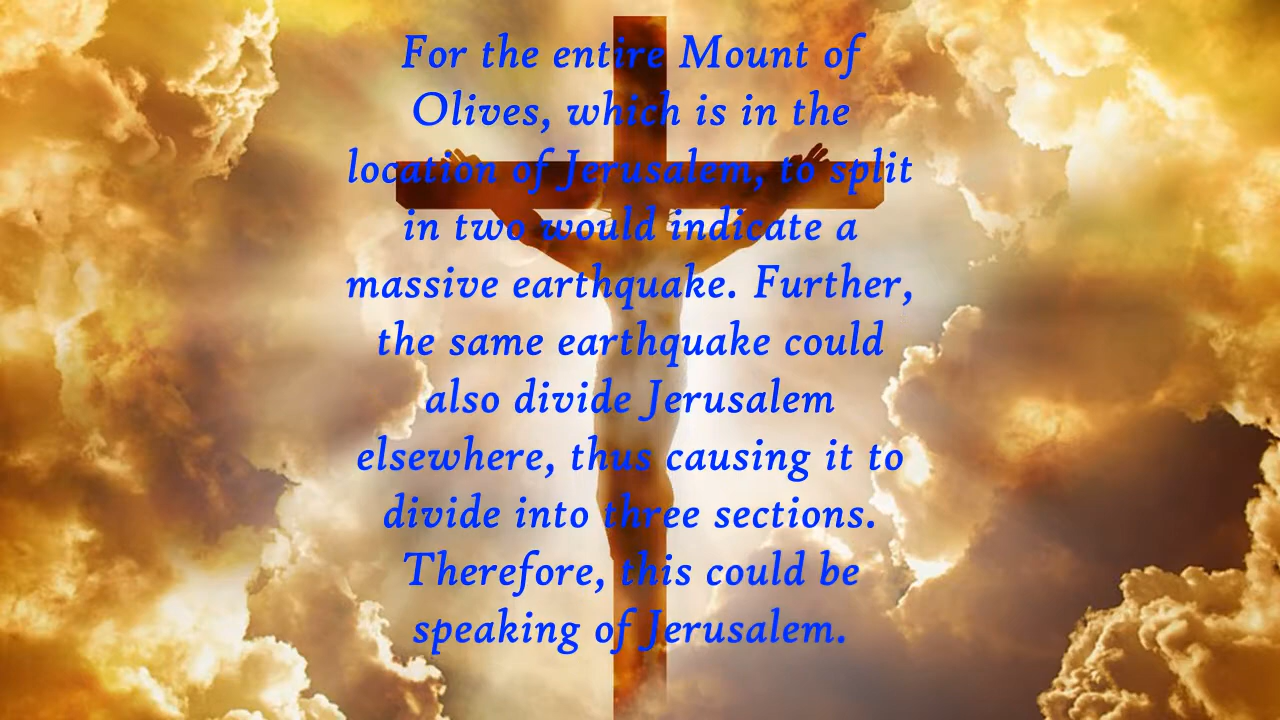 For the entire Mount of
Olives, which is in the
location of Jerusalem, to split
in two would indicate a
massive earthquake. Further,
the same earthquake could
also divide Jerusalem
elsewhere, thus causing it to
divide into three sections.
Therefore, this could be
speaking of Jerusalem.